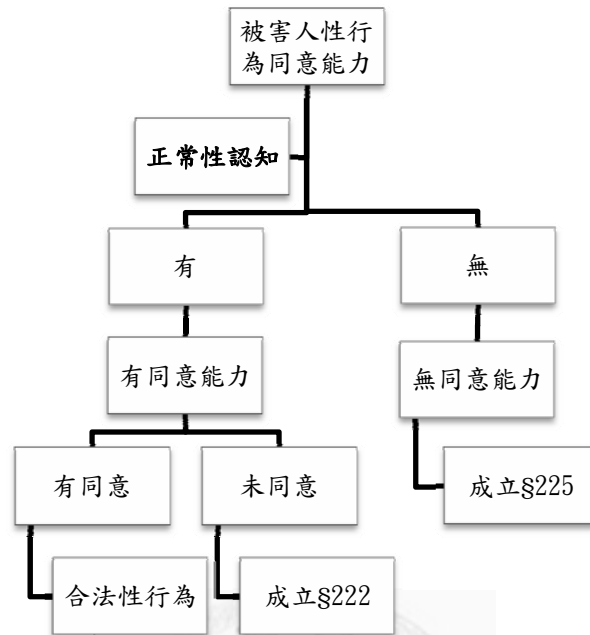 被害人性行
為同意能力
正常性認知
有
無
有同意能力
無同意能力
有同意
未同意
成立§225
合法性行為
成立§222